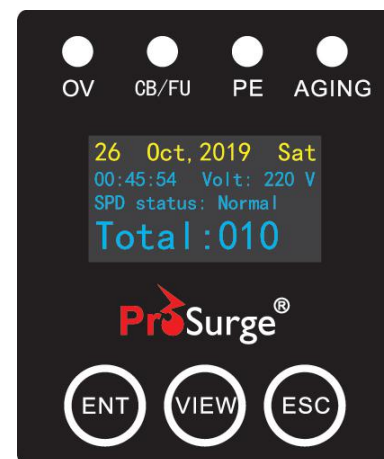 OV CB/FU PE AGING
26 Oct,2019 Sat
00:45:54 Volt: 220 V
SPD status: Normal
Total:010
ProSurge®
ENT VIEW ESC